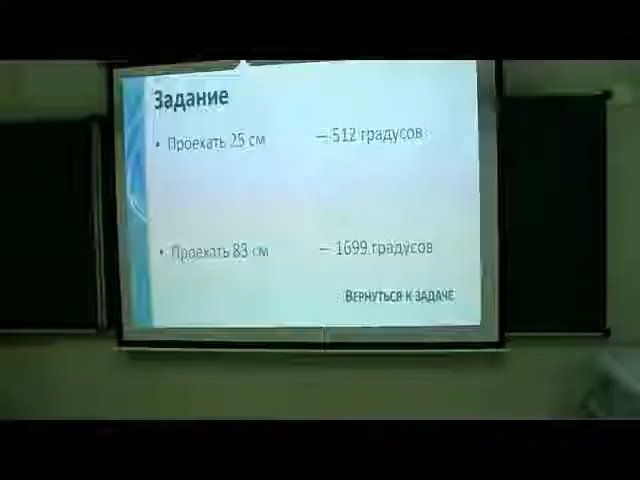 Задание
• Проехать 25 см — 512 градусов
• Проехать 83 см — 1699 градусов
Вернуться к задаче